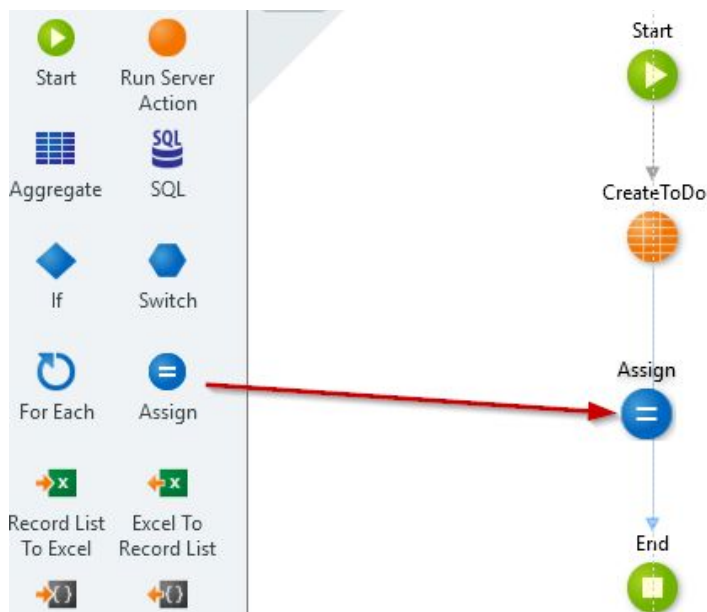 Start
Run Server
Action
Aggregate
SQL
SQL
If
Switch
For Each
Assign
Record List
To Excel
Excel To
Record List
Start
CreateToDo
Assign
End